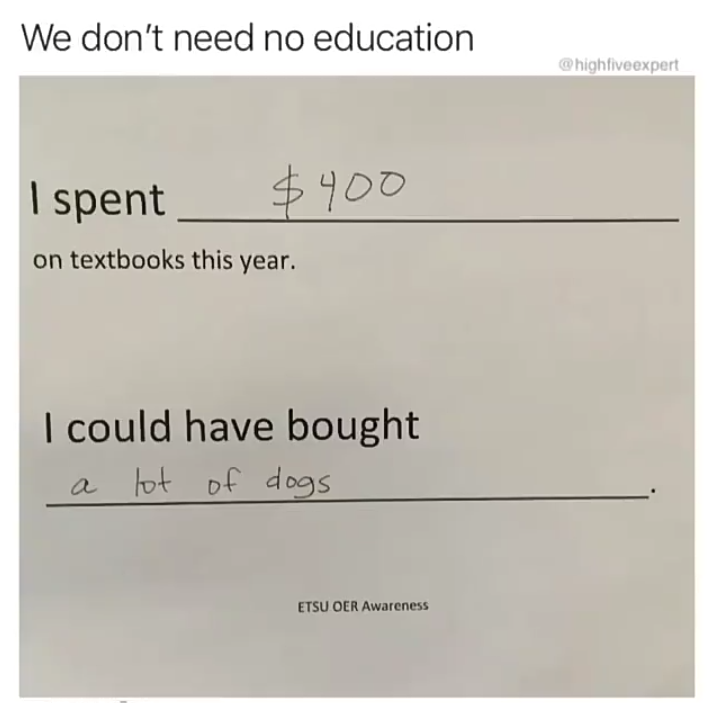 We don't need no education
@highfiveexpert
I spent $400
on textbooks this year.
I could have bought
a lot of dogs.
ETSU OER Awareness